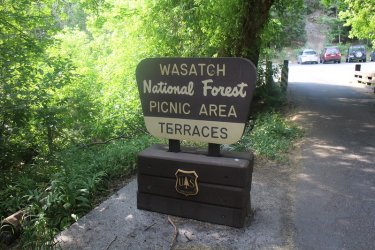 WASATCH
National Forest
PICNIC AREA
TERRACES
U S